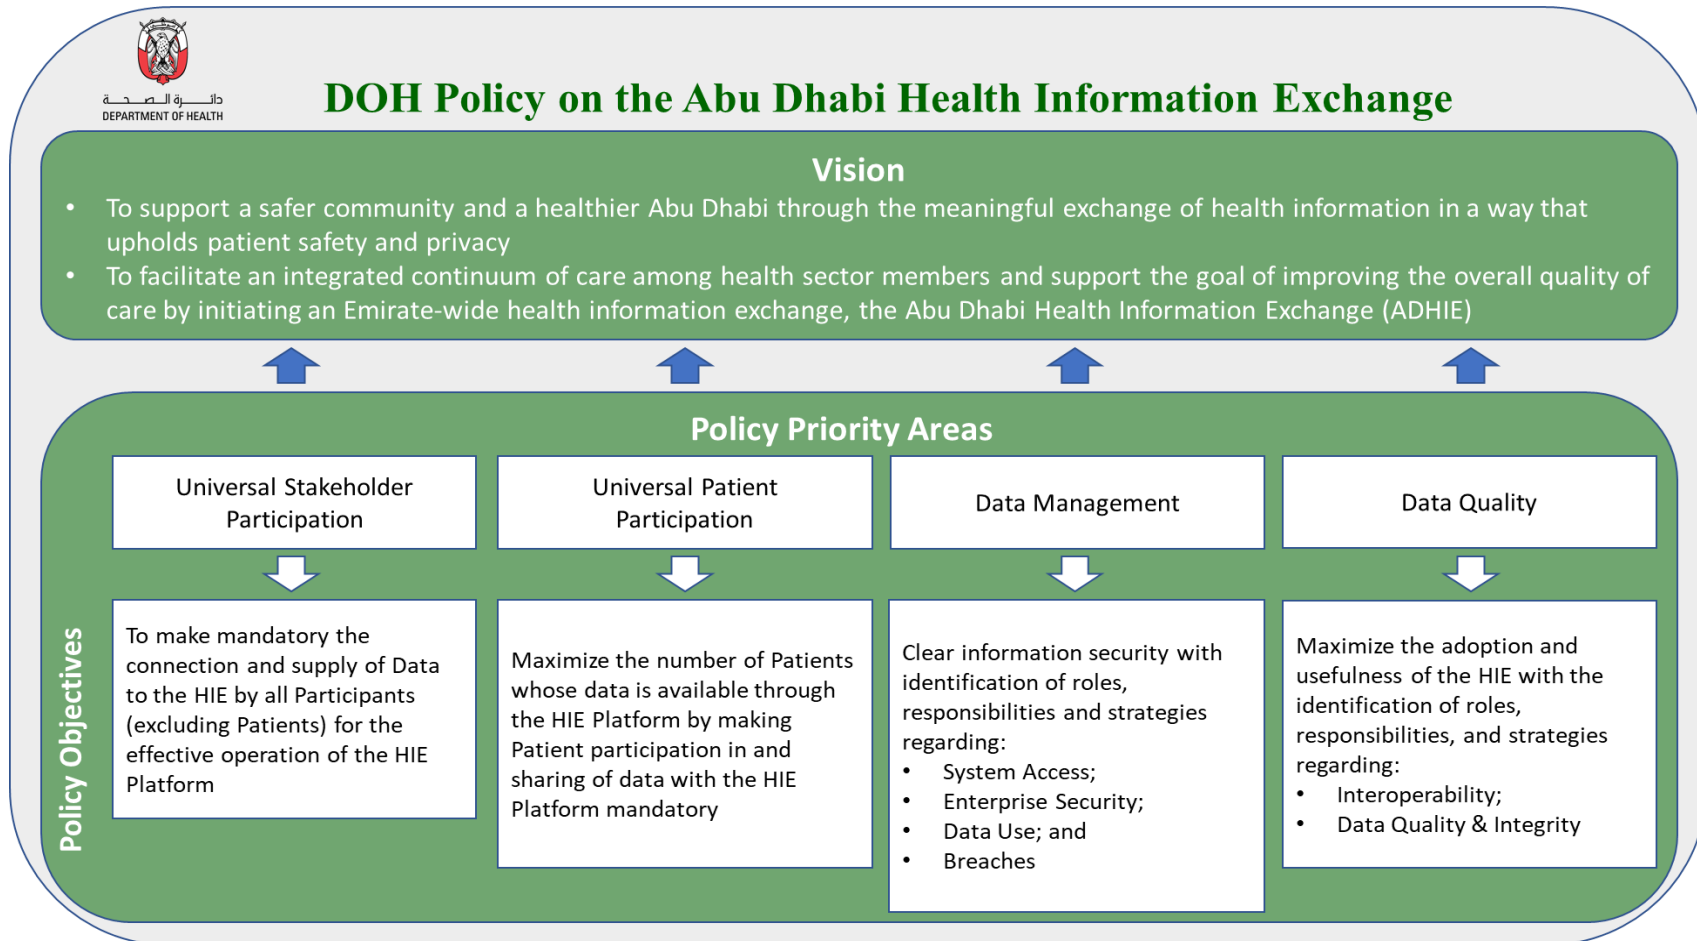 دائـــــرة الـصـحـــة
DEPARTMENT OF HEALTH
DOH Policy on the Abu Dhabi Health Information Exchange
Vision
• To support a safer community and a healthier Abu Dhabi through the meaningful exchange of health information in a way that
upholds patient safety and privacy
• To facilitate an integrated continuum of care among health sector members and support the goal of improving the overall quality of
care by initiating an Emirate-wide health information exchange, the Abu Dhabi Health Information Exchange (ADHIE)
Policy Priority Areas
Universal Stakeholder
Participation
Universal Patient
Participation
Data Management
Data Quality
Policy Objectives
To make mandatory the
connection and supply of Data
to the HIE by all Participants
(excluding Patients) for the
effective operation of the HIE
Platform
Maximize the number of Patients
whose data is available through
the HIE Platform by making
Patient participation in and
sharing of data with the HIE
Platform mandatory
Clear information security with
identification of roles,
responsibilities and strategies
regarding:
• System Access;
• Enterprise Security;
• Data Use; and
• Breaches
Maximize the adoption and
usefulness of the HIE with the
identification of roles,
responsibilities, and strategies
regarding:
• Interoperability;
• Data Quality & Integrity